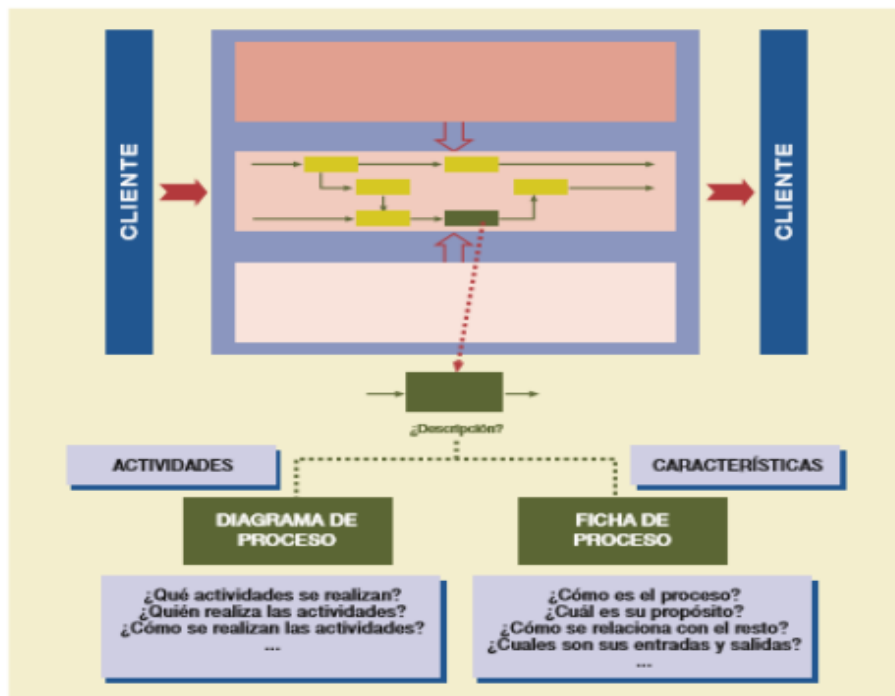 CLIENTE
CLIENTE
¿Descripción?
ACTIVIDADES
CARACTERÍSTICAS
DIAGRAMA DE
PROCESO
FICHA DE
PROCESO
¿Qué actividades se realizan?
¿Quién realiza las actividades?
¿Cómo se realizan las actividades?
...
¿Cómo es el proceso?
¿Cuál es su propósito?
¿Cómo se relaciona con el resto?
¿Cuales son sus entradas y salidas?
...